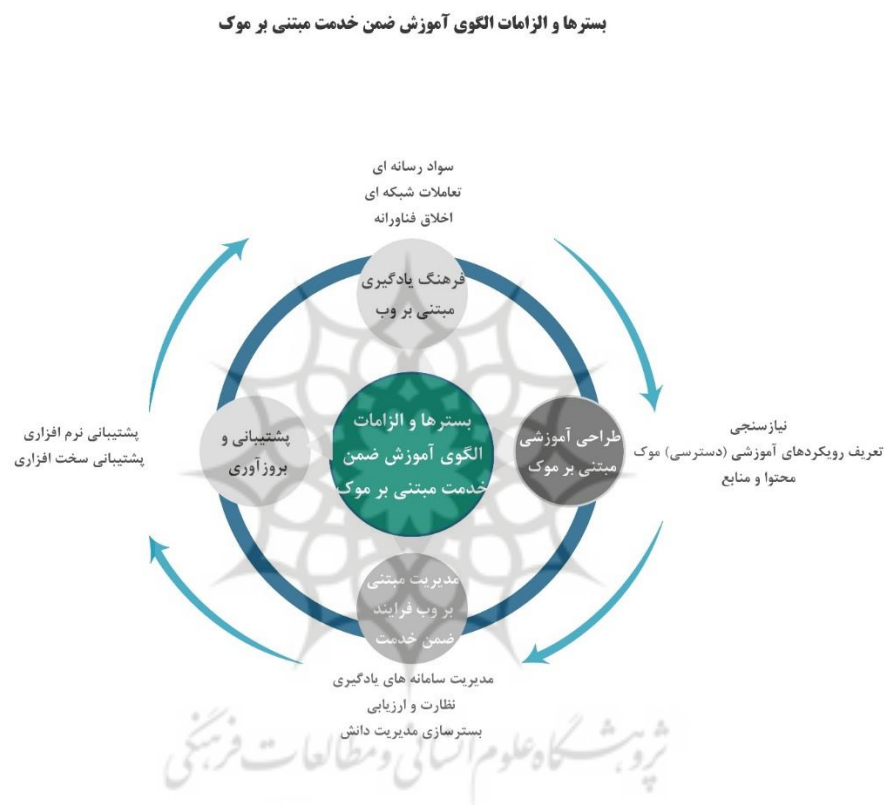 بسترها و الزامات الگوی آموزش ضمن خدمت مبتنی بر موک
سواد رسانه ای
تعاملات شبکه ای
اخلاق فناورانه
فرهنگ یادگیری
مبتنی بر وب
نیازسنجی
تعریف رویکردهای آموزشی (دسترسی) موک
محتوا و منابع
طراحی آموزشی
مبتنی بر موک
بسترها و الزامات
الگوی آموزش ضمن
خدمت مبتنی بر موک
پشتیبانی و
بروزآوری
پشتیبانی نرم افزاری
پشتیبانی سخت افزاری
مدیریت مبتنی
بر وب فرایند
ضمن خدمت
مدیریت سامانه های یادگیری
نظارت و ارزیابی
بسترسازی مدیریت دانش
پژوهشگاه علوم انسانی و مطالعات فرهنگی